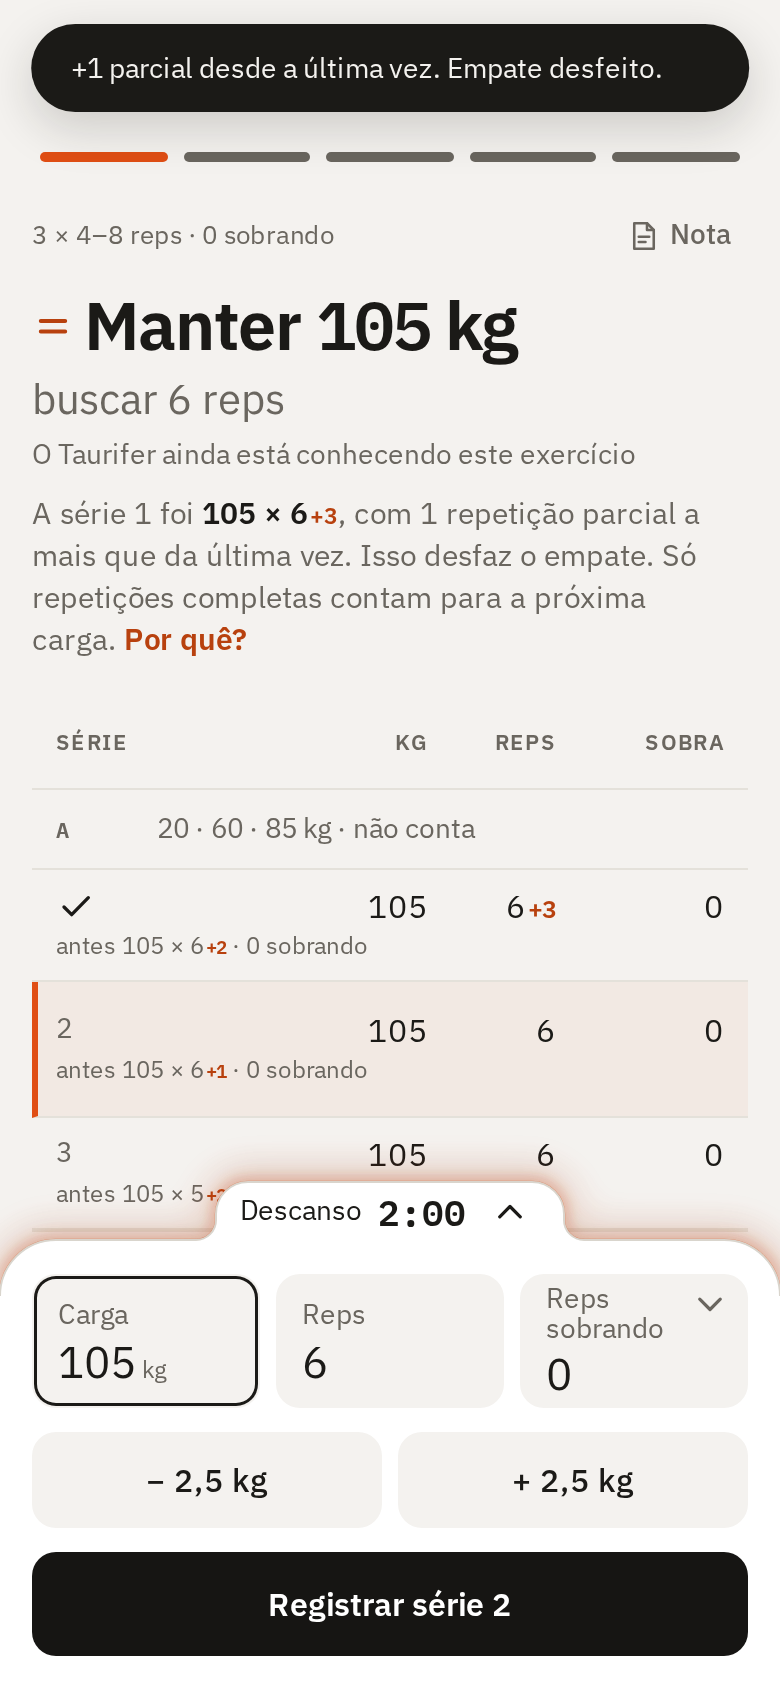 +1 parcial desde a última vez. Empate desfeito.
3 × 4–8 reps · 0 sobrando
Nota
= Manter 105 kg
buscar 6 reps
O Taurifer ainda está conhecendo este exercício
A série 1 foi 105 × 6+3, com 1 repetição parcial a
mais que da última vez. Isso desfaz o empate. Só
repetições completas contam para a próxima
carga. Por quê?
SÉRIE KG REPS SOBRA
A 20 · 60 · 85 kg · não conta
105 6+3 0
antes 105 × 6+2 · 0 sobrando
2 105 6 0
antes 105 × 6+1 · 0 sobrando
3 105 6 0
antes 105 × 5
Descanso 2:00
Carga
105 kg
Reps
6
Reps
sobrando
0
– 2,5 kg
+ 2,5 kg
Registrar série 2